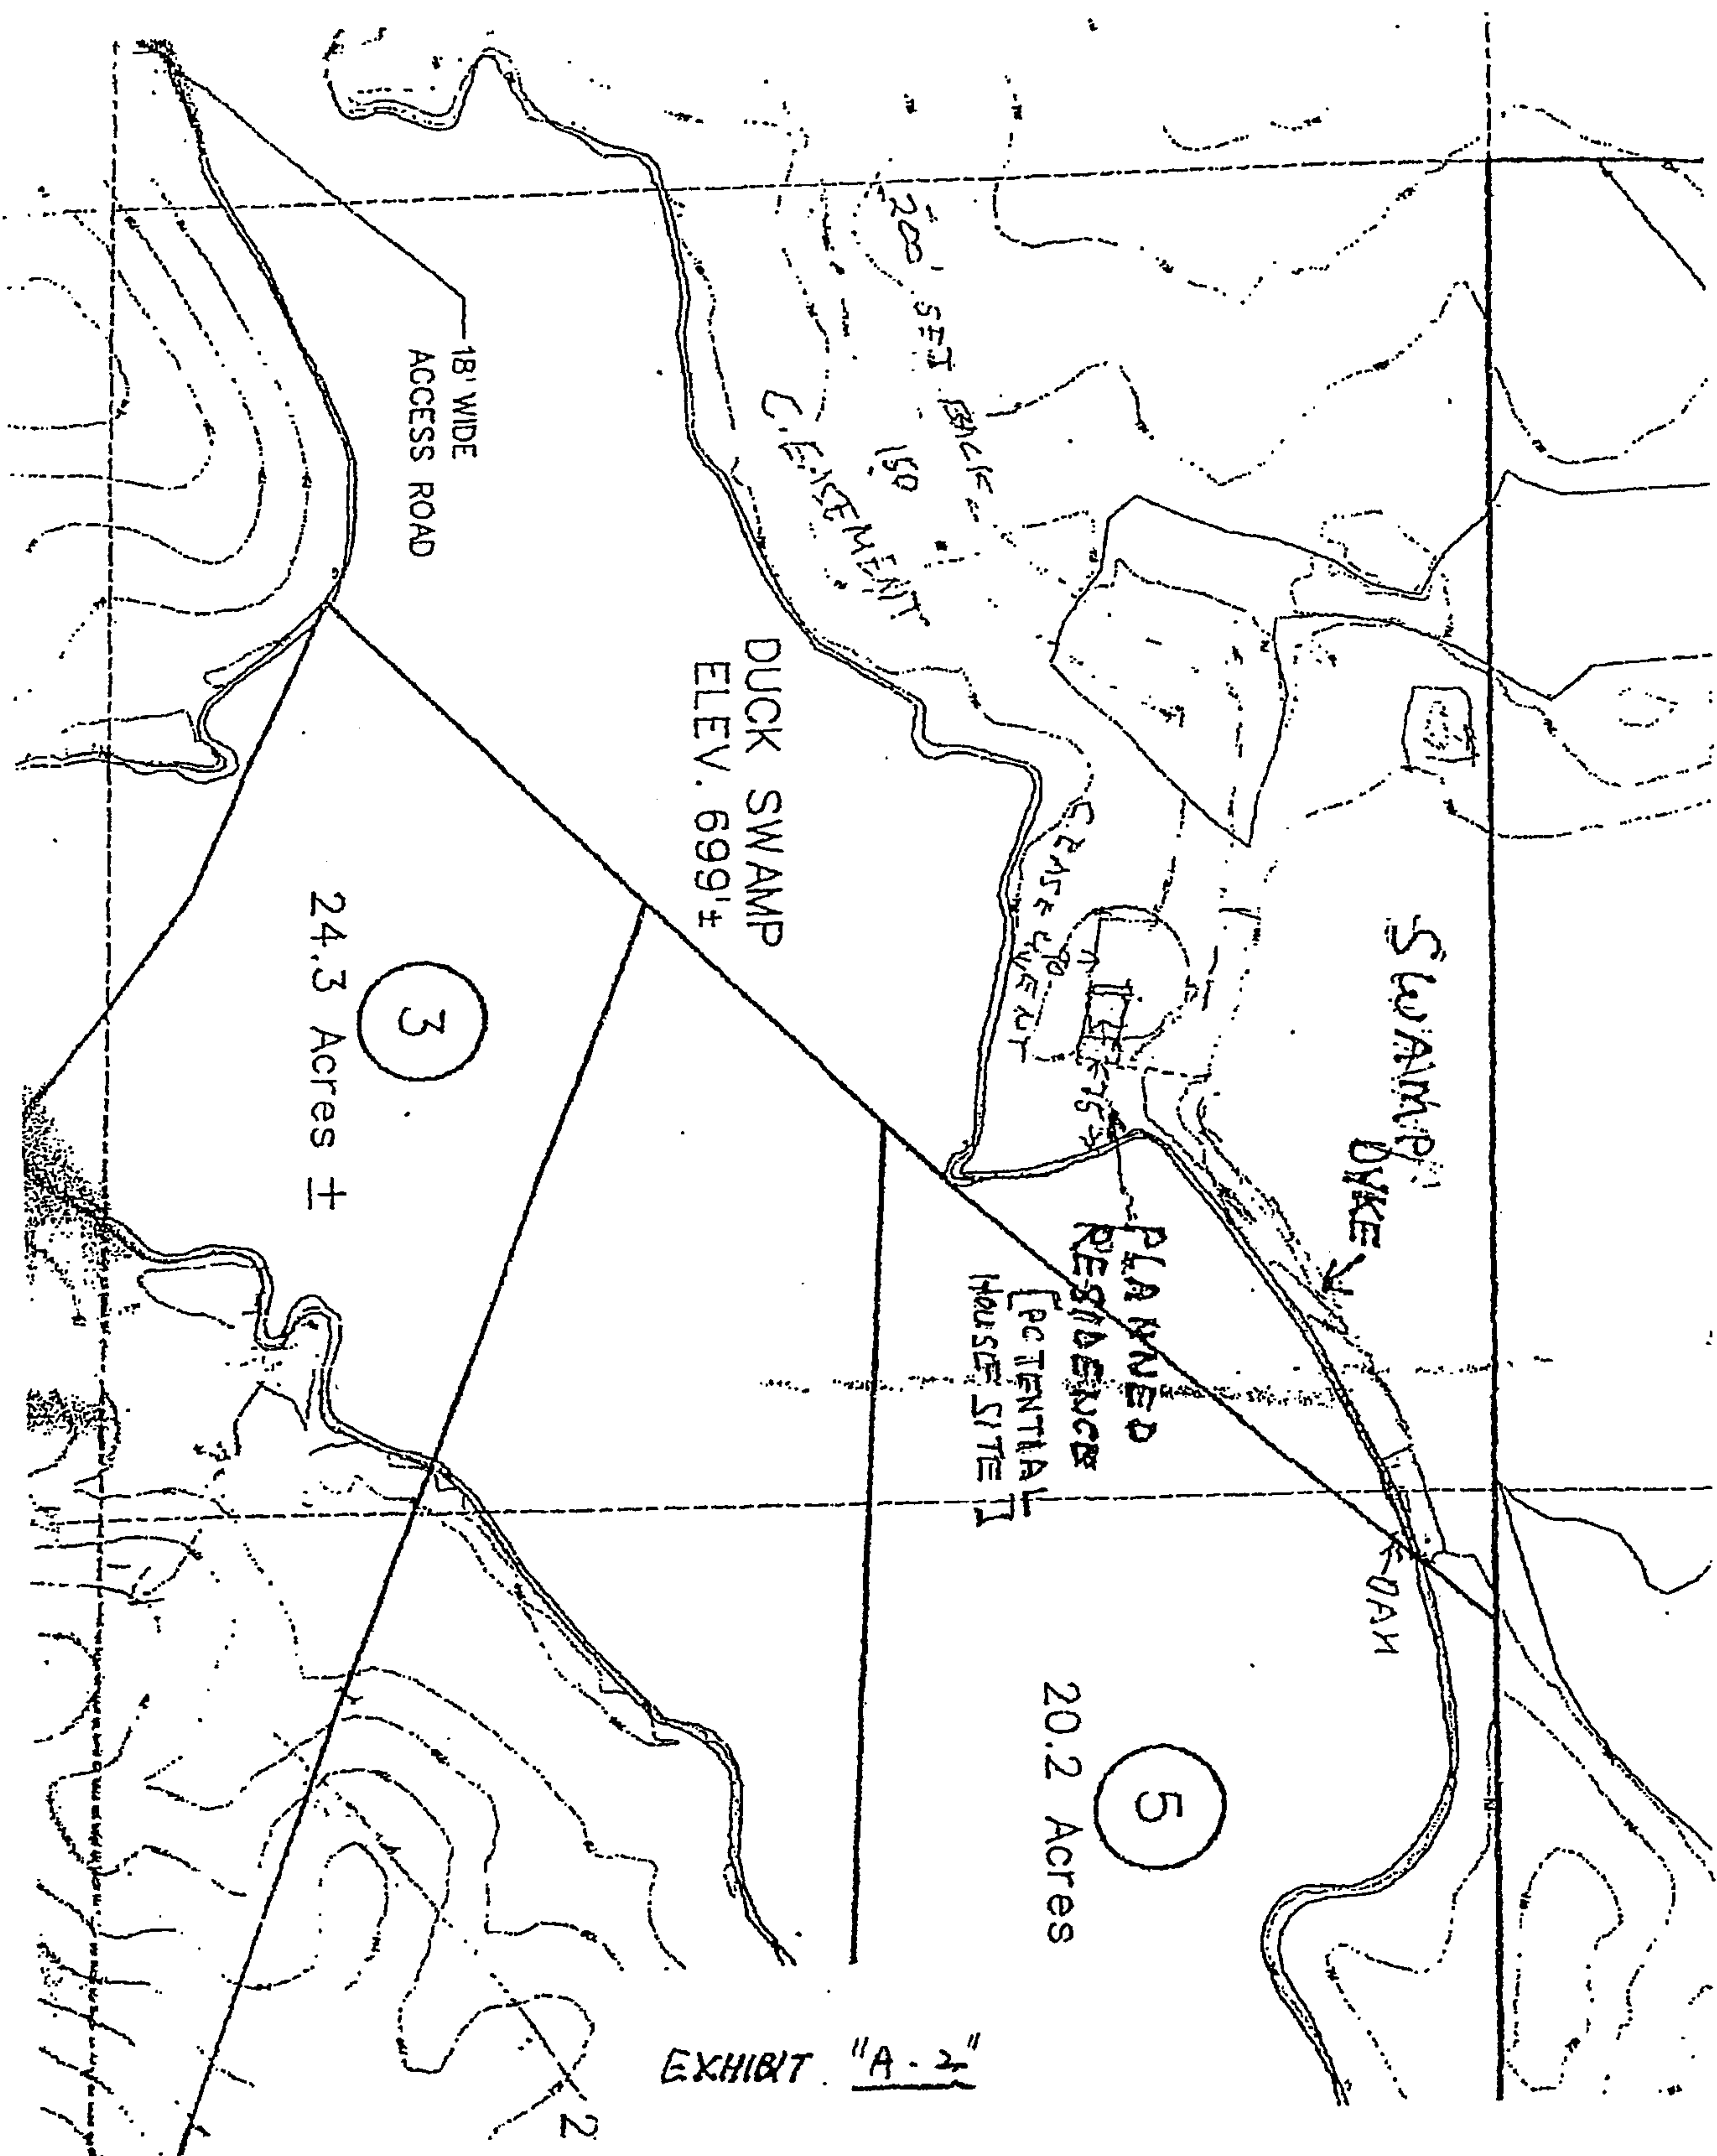 18' WIDE
ACCESS ROAD
200' SET BACK
150
C. EASEMENT
DUCK SWAMP
ELEV. 699'±
3
24.3 Acres ±
SWAMP
DYKE
75
PLANNED
RESIDENCE
[POTENTIAL
HOUSE SITE]
DAM
5
20.2 Acres
2
EXHIBIT "A-2"